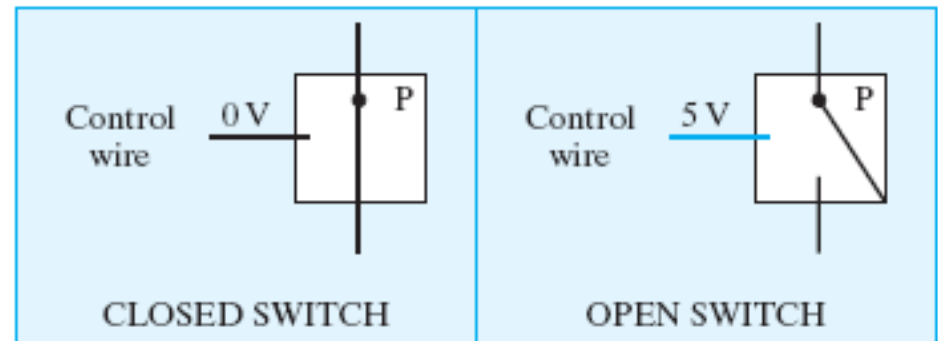 P
Control 0 V
wire
CLOSED SWITCH
P
Control 5 V
wire
OPEN SWITCH